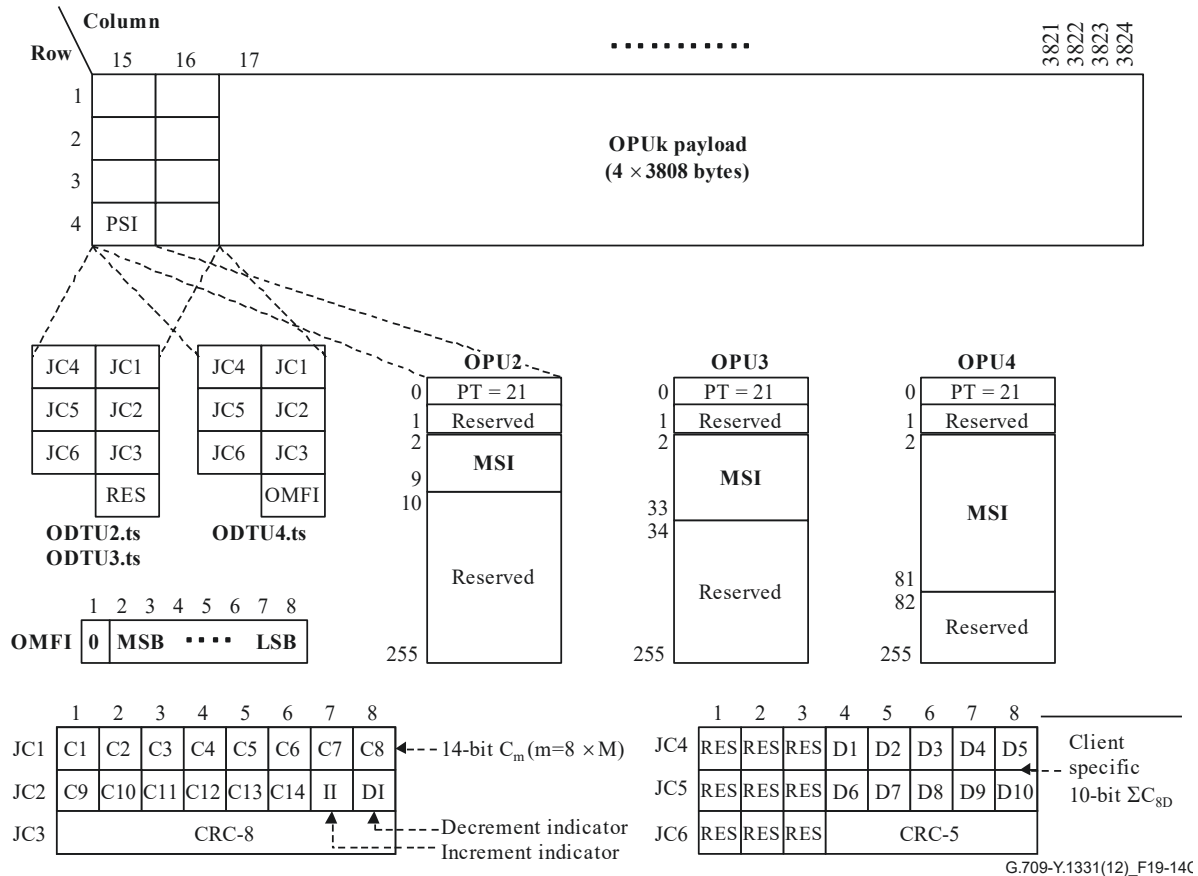 Column
Row
15 16 17 ........... 3821 3822 3823 3824
1
2
3
4 PSI
OPUk payload
(4 × 3808 bytes)
JC4 JC1
JC5 JC2
JC6 JC3
RES
ODTU2.ts
ODTU3.ts
JC4 JC1
JC5 JC2
JC6 JC3
OMFI
ODTU4.ts
OPU2
0 PT = 21
1 Reserved
2
MSI
9
10
Reserved
255
OPU3
0 PT = 21
1 Reserved
2
MSI
33
34
Reserved
255
OPU4
0 PT = 21
1 Reserved
2
MSI
81
82
Reserved
255
1 2 3 4 5 6 7 8
OMFI 0 MSB .... LSB
1 2 3 4 5 6 7 8
JC1 C1 C2 C3 C4 C5 C6 C7 C8
JC2 C9 C10 C11 C12 C13 C14 II DI
JC3 CRC-8
14-bit Cm (m=8 × M)
Decrement indicator
Increment indicator
1 2 3 4 5 6 7 8
JC4 RES RES RES D1 D2 D3 D4 D5
JC5 RES RES RES D6 D7 D8 D9 D10
JC6 RES RES RES CRC-5
Client
specific
10-bit ΣC8D
G.709-Y.1331(12)_F19-14C